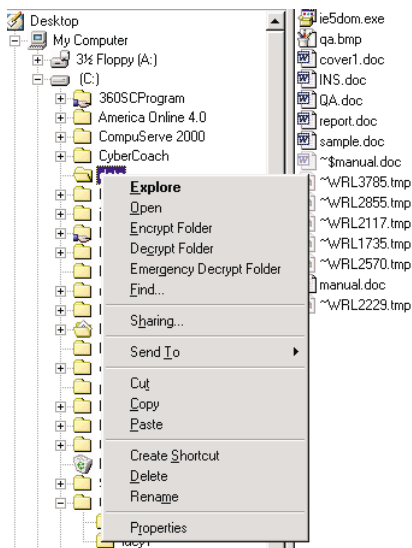 Desktop
My Computer
3½ Floppy (A:)
(C:)
360SCProgram
America Online 4.0
CompuServe 2000
CyberCoach
Explore
Open
Encrypt Folder
Decrypt Folder
Emergency Decrypt Folder
Find...
Sharing...
Send To
Cut
Copy
Paste
Create Shortcut
Delete
Rename
Properties
ie5dom.exe
qa.bmp
cover1.doc
INS.doc
QA.doc
report.doc
sample.doc
~$manual.doc
~WRL3785.tmp
~WRL2855.tmp
~WRL2117.tmp
~WRL1735.tmp
~WRL2570.tmp
manual.doc
~WRL2229.tmp